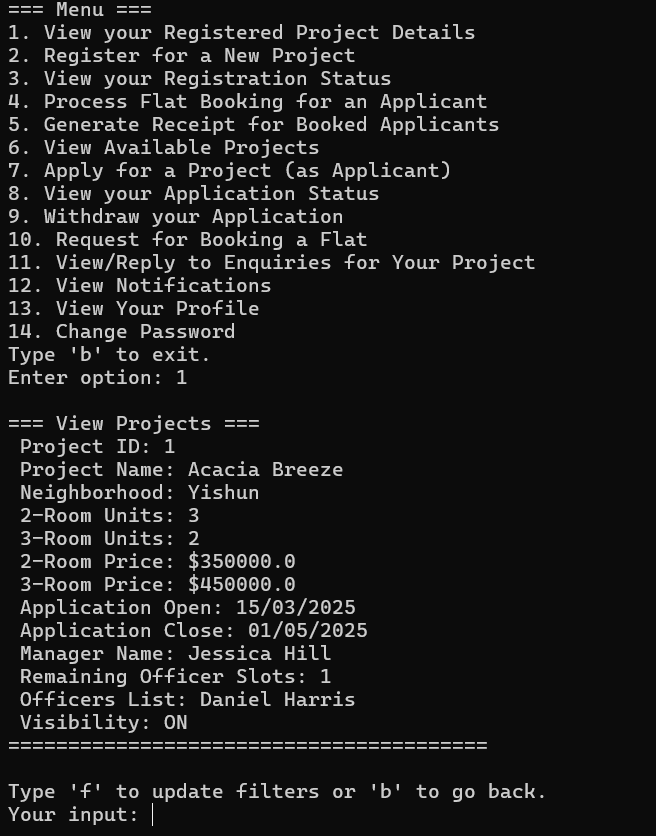 === Menu ===
1. View your Registered Project Details
2. Register for a New Project
3. View your Registration Status
4. Process Flat Booking for an Applicant
5. Generate Receipt for Booked Applicants
6. View Available Projects
7. Apply for a Project (as Applicant)
8. View your Application Status
9. Withdraw your Application
10. Request for Booking a Flat
11. View/Reply to Enquiries for Your Project
12. View Notifications
13. View Your Profile
14. Change Password
Type 'b' to exit.
Enter option: 1

=== View Projects ===
Project ID: 1
Project Name: Acacia Breeze
Neighborhood: Yishun
2-Room Units: 3
3-Room Units: 2
2-Room Price: $350000.0
3-Room Price: $450000.0
Application Open: 15/03/2025
Application Close: 01/05/2025
Manager Name: Jessica Hill
Remaining Officer Slots: 1
Officers List: Daniel Harris
Visibility: ON
========================================

Type 'f' to update filters or 'b' to go back.
Your input: